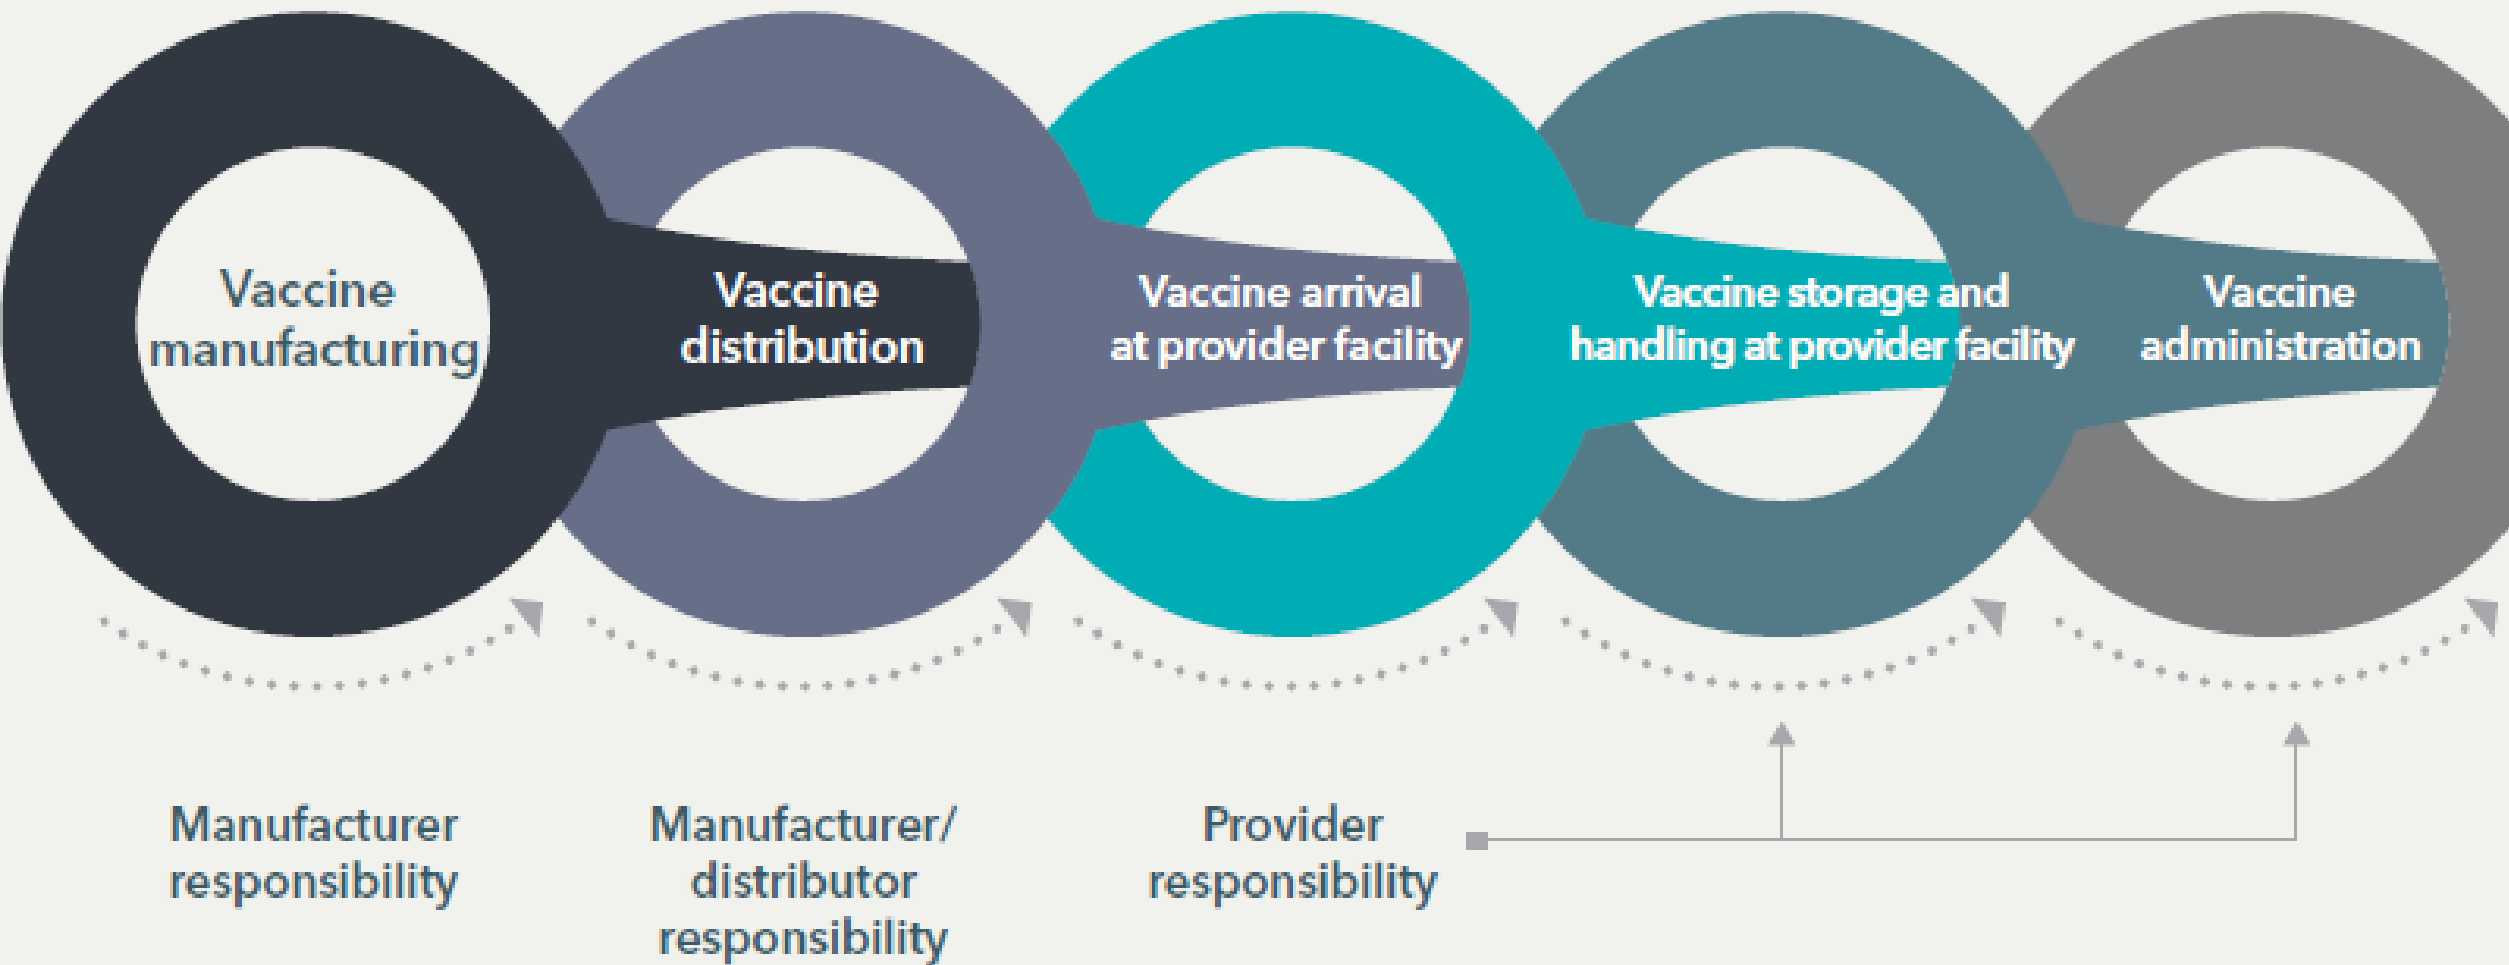 Vaccine
manufacturing
Vaccine
distribution
Vaccine arrival
at provider facility
Vaccine storage and
handling at provider facility
Vaccine
administration
Manufacturer
responsibility
Manufacturer/
distributor
responsibility
Provider
responsibility